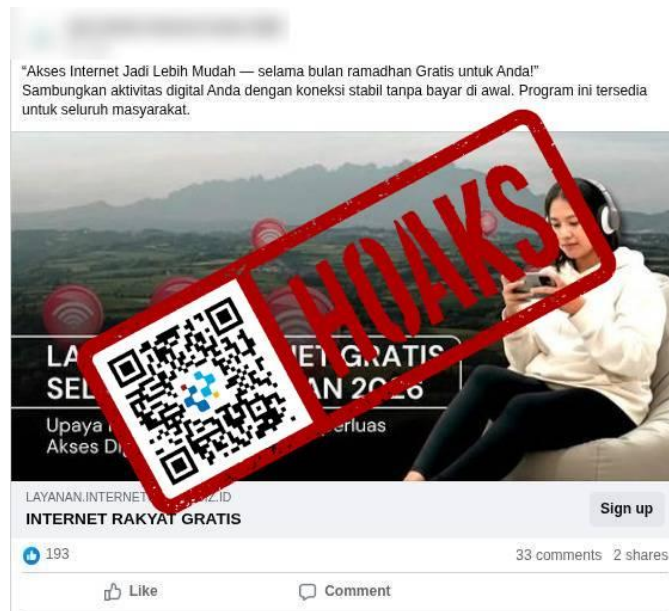 “Akses Internet Jadi Lebih Mudah — selama bulan ramadhan Gratis untuk Anda!”
Sambungkan aktivitas digital Anda dengan koneksi stabil tanpa bayar di awal. Program ini tersedia
untuk seluruh masyarakat.
HOAKS
LA NET GRATIS
SEL AN 2026
Upaya erluas
Akses Di
LAYANAN.INTERNET IZ.ID
INTERNET RAKYAT GRATIS
Sign up
193
33 comments 2 shares
Like
Comment